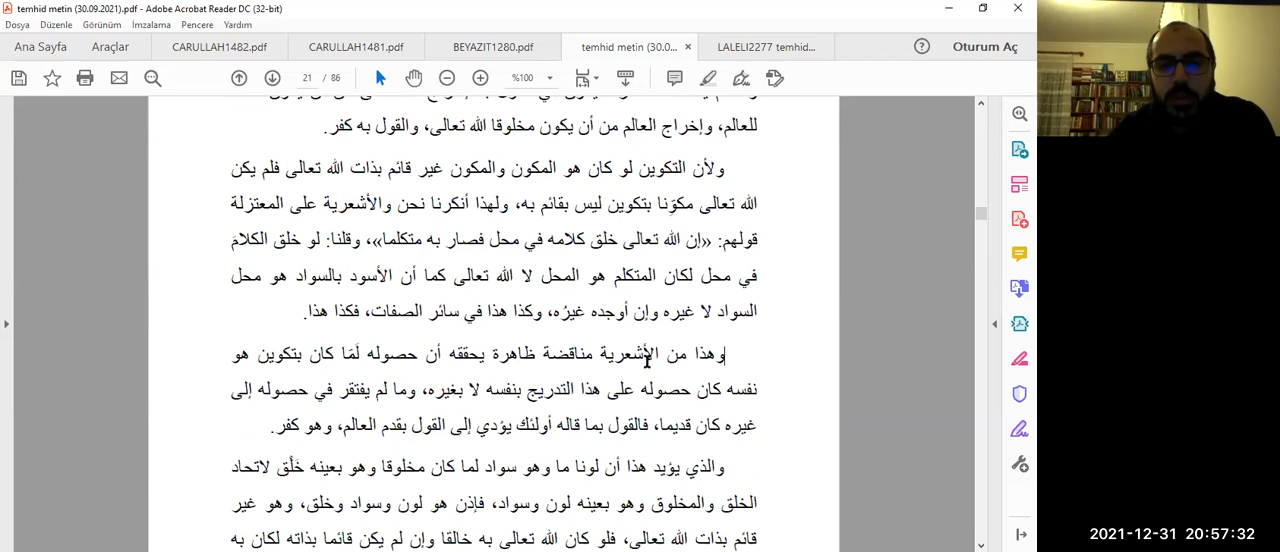 temhid metin (30.09.2021).pdf - Adobe Acrobat Reader DC (32-bit)
Dosya Düzenle Görünüm İmzalama Pencere Yardım
Ana Sayfa Araçlar CARULLAH1482.pdf CARULLAH1481.pdf BEYAZIT1280.pdf temhid metin (30.0... × LALELI2277 temhid... Oturum Aç
21 / 86 %100
للعالم، وإخراج العالم من أن يكون مخلوقا الله تعالى، والقول به كفر.
ولأن التكوين لو كان هو المكون والمكون غير قائم بذات الله تعالى فلم يكن
الله تعالى مكوِّنا بتكوين ليس بقائم به، ولهذا أنكرنا نحن والأشعرية على المعتزلة
قولهم: «إن الله تعالى خلق كلامه في محل فصار به متكلما»، وقلنا: لو خلق الكلامَ
في محل لكان المتكلم هو المحل لا الله تعالى كما أن الأسود بالسواد هو محل
السواد لا غيره وإن أوجده غيرُه، وكذا هذا في سائر الصفات، فكذا هذا.
وهذا من الأشعرية مناقضة ظاهرة يحققه أن حصوله لَمّا كان بتكوين هو
نفسه كان حصوله على هذا التدريج بنفسه لا بغيره، وما لم يفتقر في حصوله إلى
غيره كان قديما، فالقول بما قاله أولئك يؤدي إلى القول بقدم العالم، وهو كفر.
والذي يؤيد هذا أن لونا ما وهو سواد لما كان مخلوقا وهو بعينه خَلْق لاتحاد
الخلق والمخلوق وهو بعينه لون وسواد، فإذن هو لون وسواد وخلق، وهو غير
قائم بذات الله تعالى، فلو كان الله تعالى به خالقا وإن لم يكن قائما بذاته لكان به
2021-12-31 20:57:32